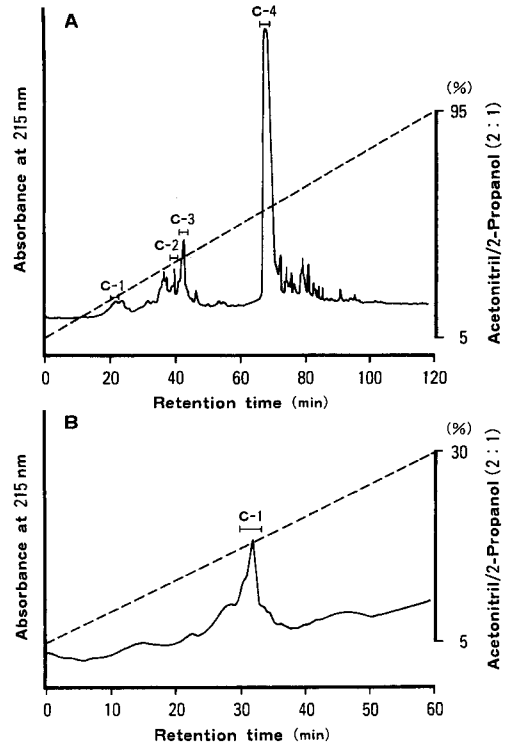 A
C-4
C-3
C-2
C-1
(%)
95
5
Absorbance at 215 nm
Acetonitril/2-Propanol (2 : 1)
0 20 40 60 80 100 120
Retention time (min)
B
C-1
(%)
30
5
Absorbance at 215 nm
Acetonitril/2-Propanol (2 : 1)
0 10 20 30 40 50 60
Retention time (min)